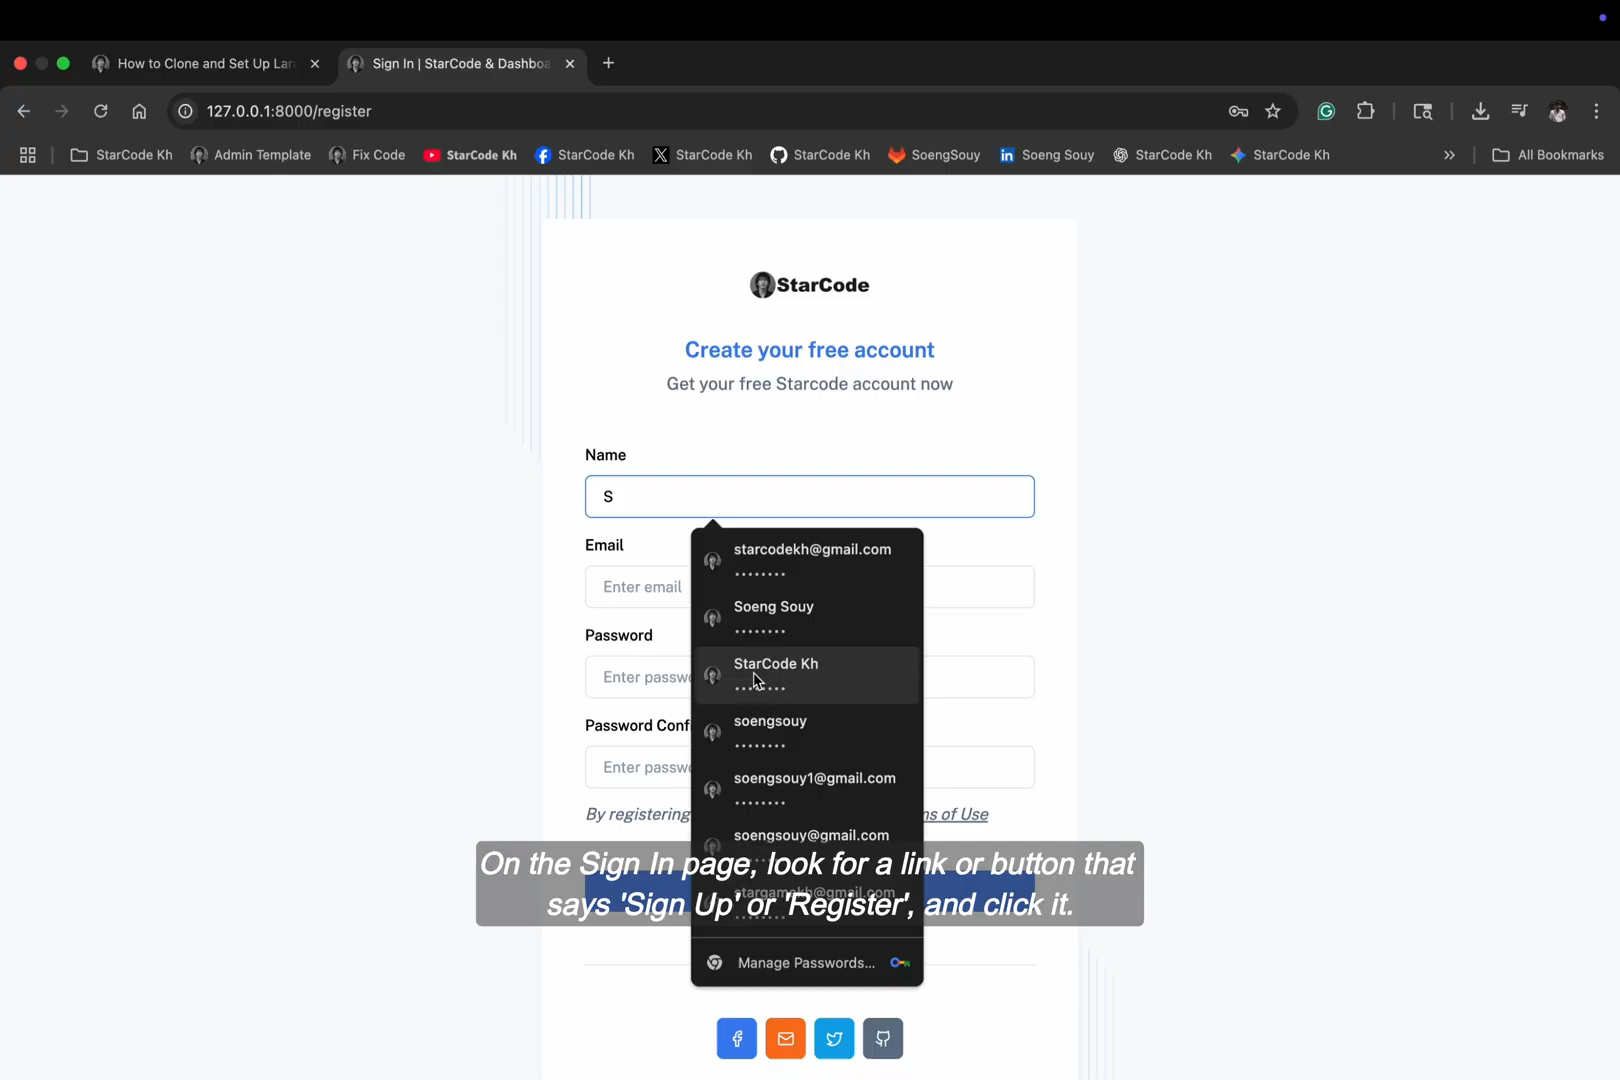 How to Clone and Set Up Lar
Sign In | StarCode & Dashboa
127.0.0.1:8000/register
StarCode Kh
Admin Template
Fix Code
StarCode Kh
StarCode Kh
StarCode Kh
StarCode Kh
SoengSouy
Soeng Souy
StarCode Kh
StarCode Kh
All Bookmarks
StarCode
Create your free account
Get your free Starcode account now
Name
S
Email
Enter email
Password
Enter passw
Password Conf
Enter passw
By registering
ms of Use
starcodekh@gmail.com
••••••••
Soeng Souy
••••••••
StarCode Kh
••••••••
soengsouy
••••••••
soengsouy1@gmail.com
••••••••
soengsouy@gmail.com
stargamekh@gmail.com
••••••••
Manage Passwords...
On the Sign In page, look for a link or button that
says 'Sign Up' or 'Register', and click it.